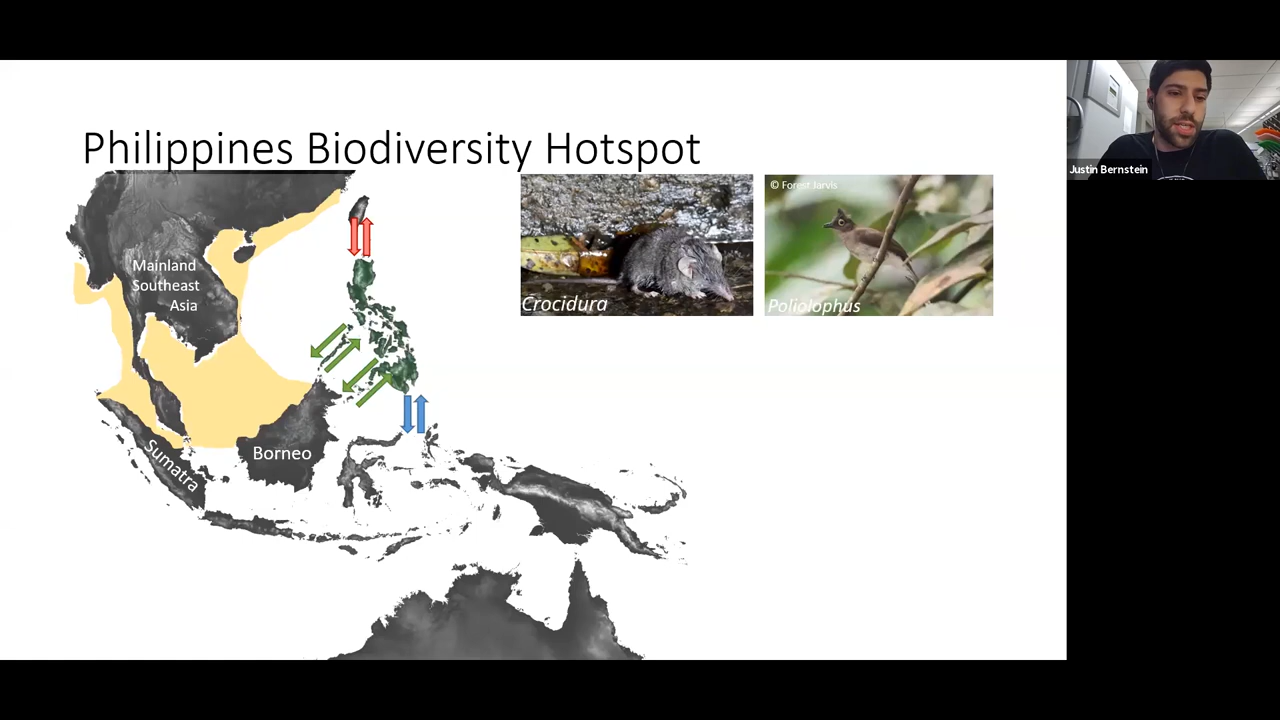 Philippines Biodiversity Hotspot
© Forest Jarvis
Crocidura
Poliolophus
Mainland
Southeast
Asia
Sumatra
Borneo
Justin Bernstein